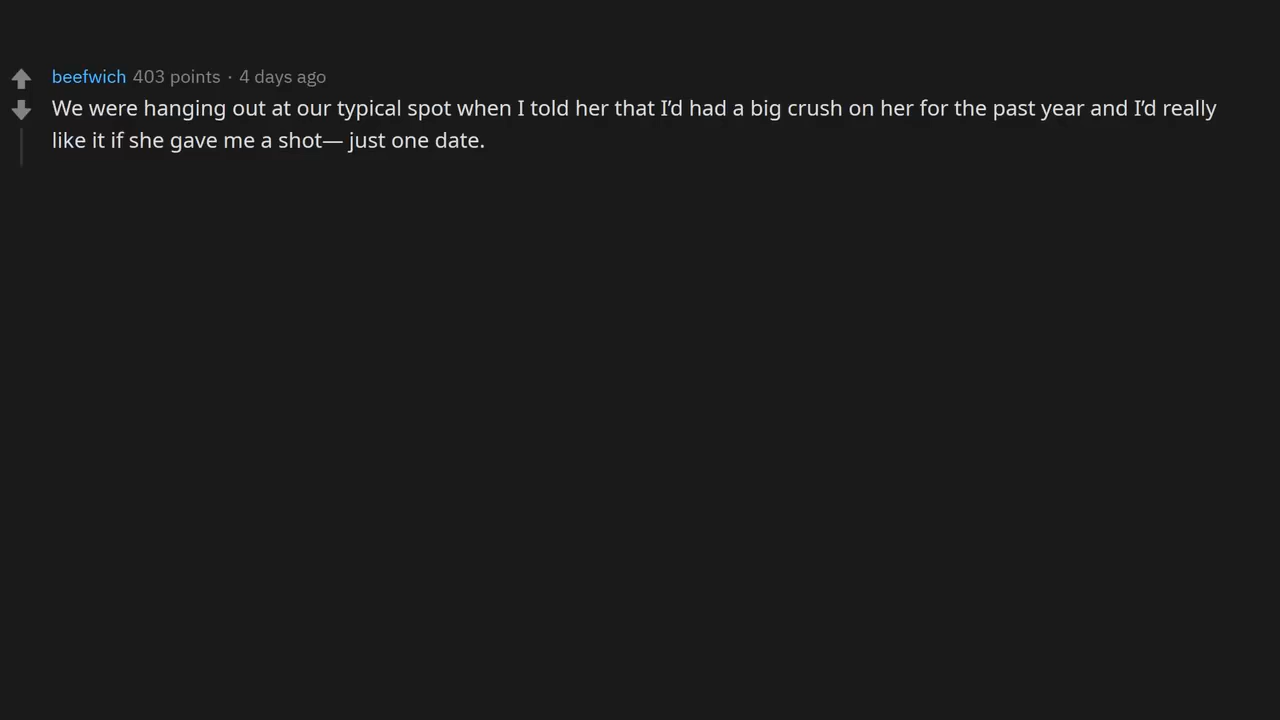 beefwich 403 points · 4 days ago
We were hanging out at our typical spot when I told her that I’d had a big crush on her for the past year and I’d really
like it if she gave me a shot— just one date.